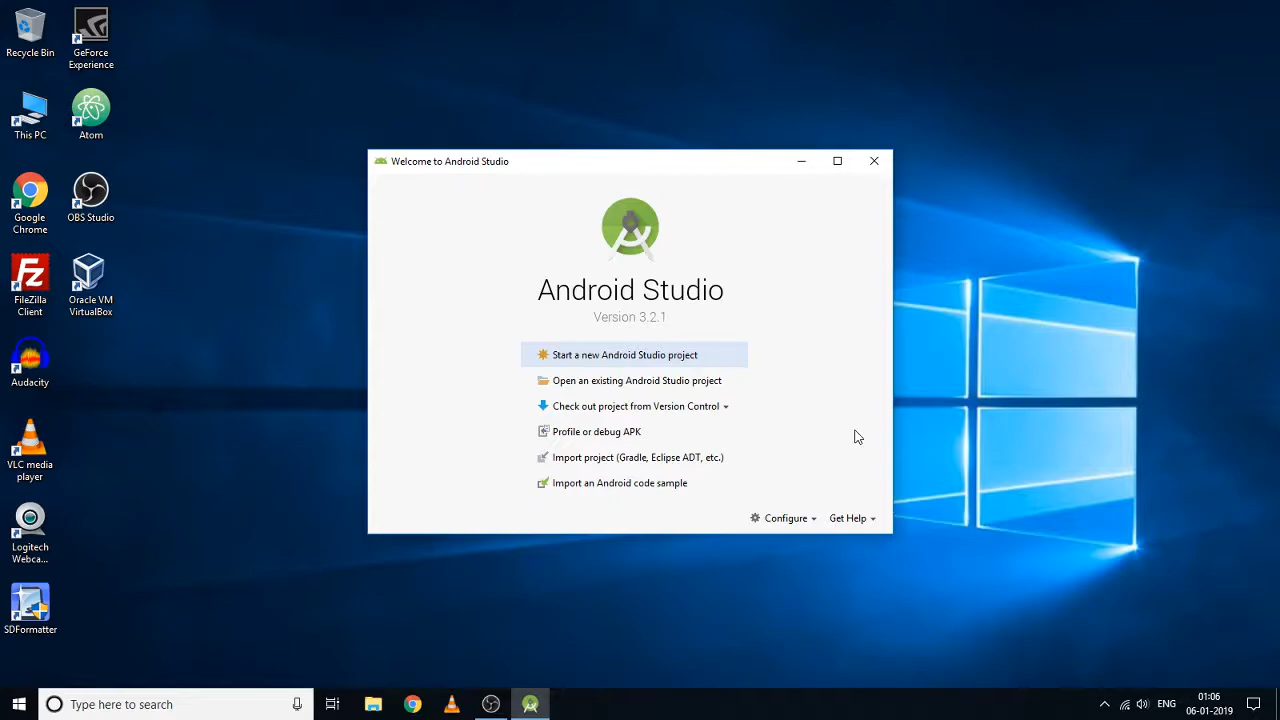 Recycle Bin
GeForce
Experience
This PC
Atom
Google
Chrome
OBS Studio
FileZilla
Client
Oracle VM
VirtualBox
Audacity
VLC media
player
Logitech
Webca...
SDFormatter
Welcome to Android Studio
Android Studio
Version 3.2.1
Start a new Android Studio project
Open an existing Android Studio project
Check out project from Version Control
Profile or debug APK
Import project (Gradle, Eclipse ADT, etc.)
Import an Android code sample
Configure
Get Help
Type here to search
ENG
01:06
06-01-2019